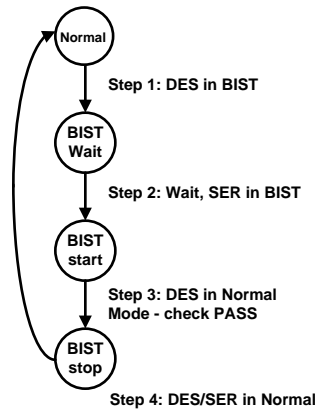 Normal
Step 1: DES in BIST
BIST
Wait
Step 2: Wait, SER in BIST
BIST
start
Step 3: DES in Normal
Mode - check PASS
BIST
stop
Step 4: DES/SER in Normal